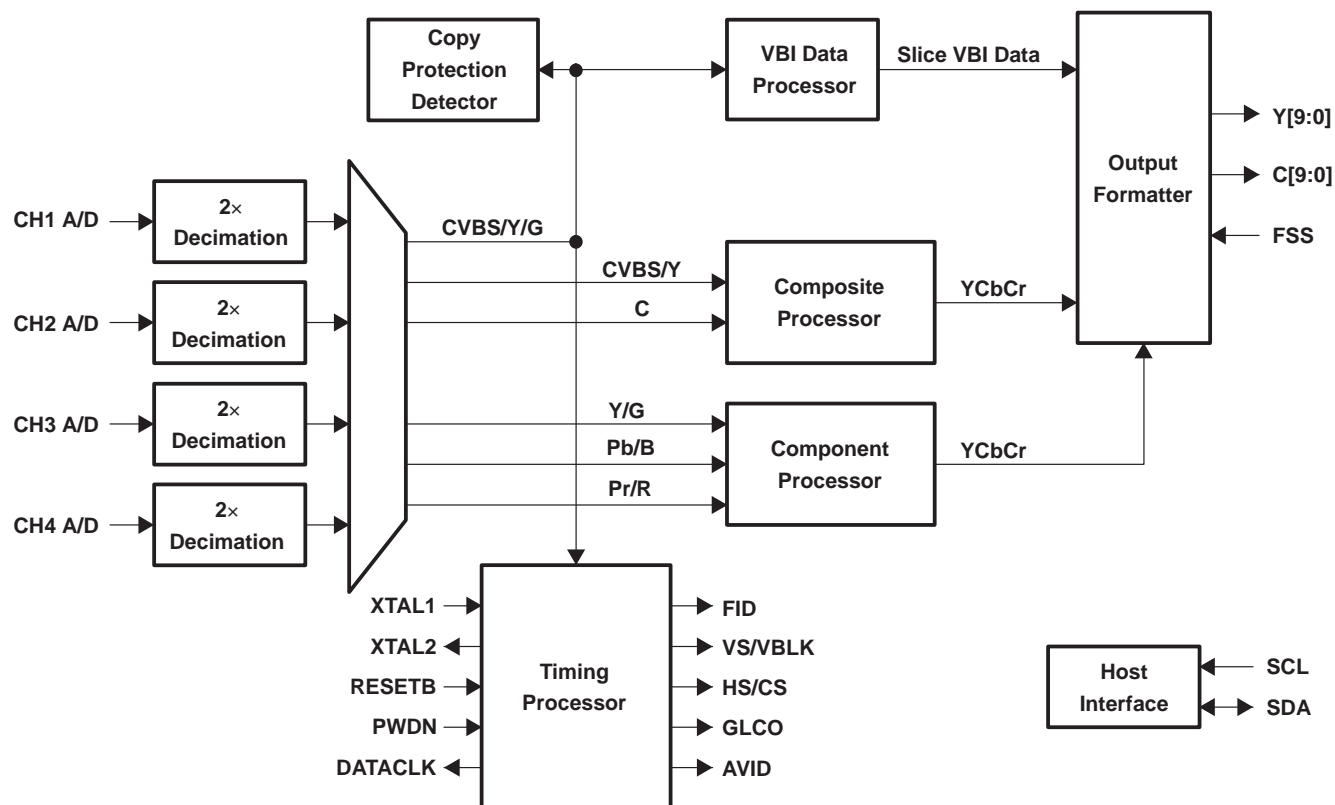 Copy
Protection
Detector
VBI Data
Processor
Slice VBI Data
Output
Formatter
Y[9:0]
C[9:0]
FSS
CH1 A/D
2×
Decimation
CH2 A/D
2×
Decimation
CH3 A/D
2×
Decimation
CH4 A/D
2×
Decimation
CVBS/Y/G
CVBS/Y
C
Composite
Processor
YCbCr
Y/G
Pb/B
Pr/R
Component
Processor
YCbCr
XTAL1
XTAL2
RESETB
PWDN
DATACLK
Timing
Processor
FID
VS/VBLK
HS/CS
GLCO
AVID
Host
Interface
SCL
SDA